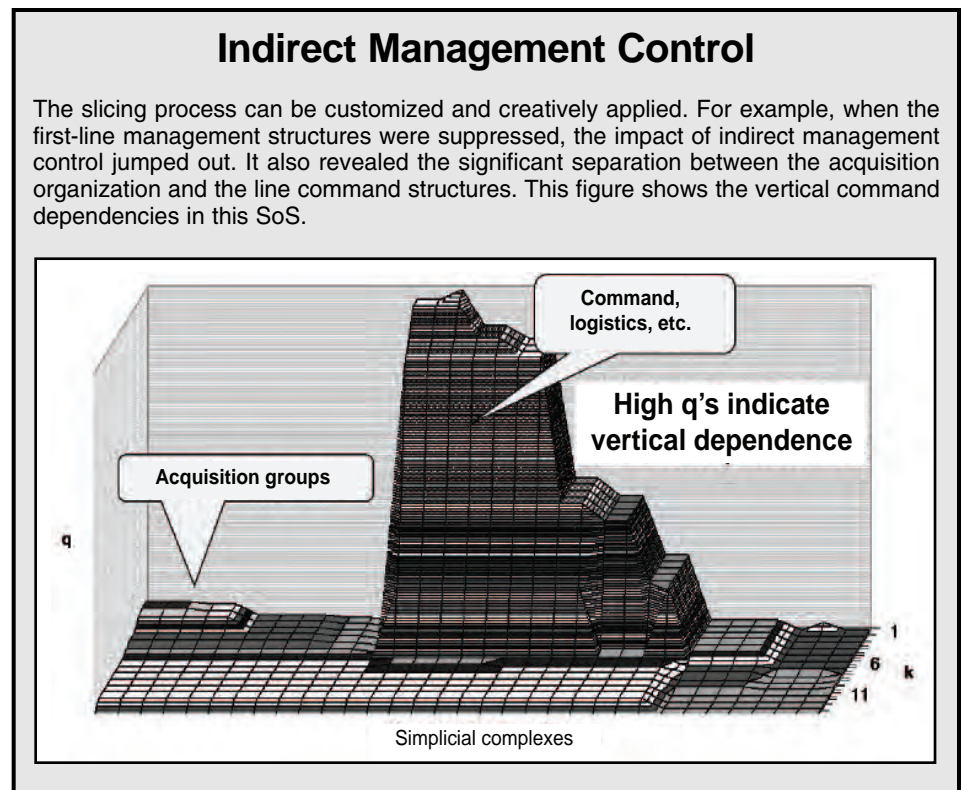 Indirect Management Control
The slicing process can be customized and creatively applied. For example, when the
first-line management structures were suppressed, the impact of indirect management
control jumped out. It also revealed the significant separation between the acquisition
organization and the line command structures. This figure shows the vertical command
dependencies in this SoS.
Command,
logistics, etc.
High q's indicate
vertical dependence
Acquisition groups
q
1
6
k
11
Simplicial complexes